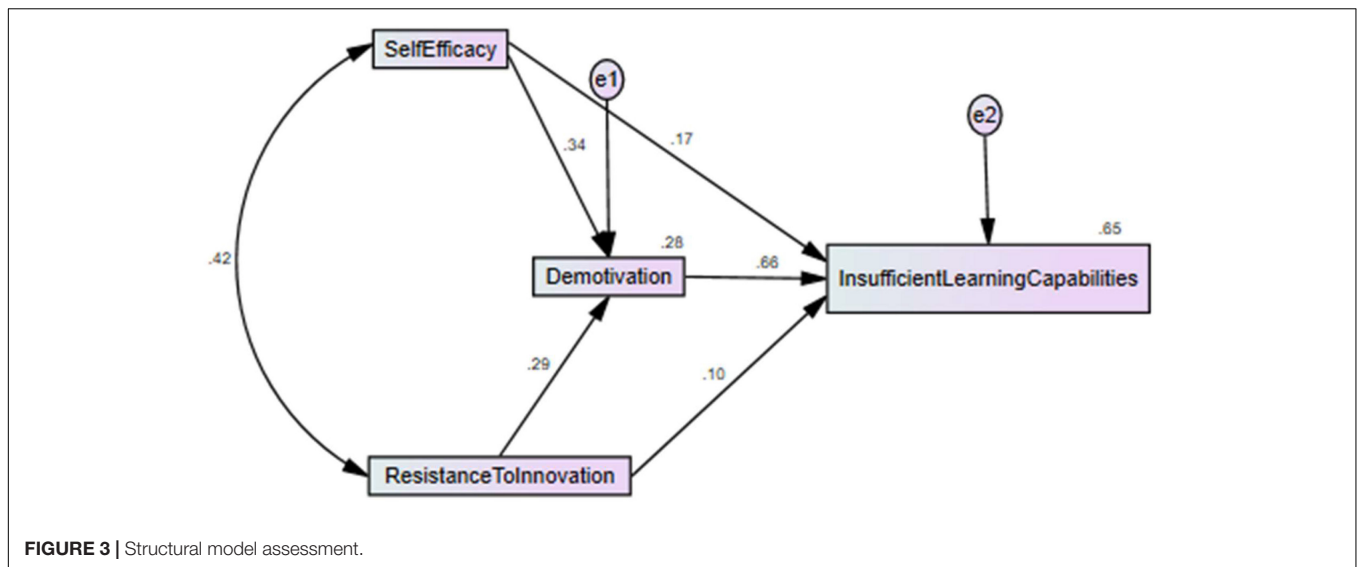 SelfEfficacy
e1
e2
.34
.17
.42
.28
.65
Demotivation
.66
InsufficientLearningCapabilities
.29
.10
ResistanceToInnovation
FIGURE 3 | Structural model assessment.